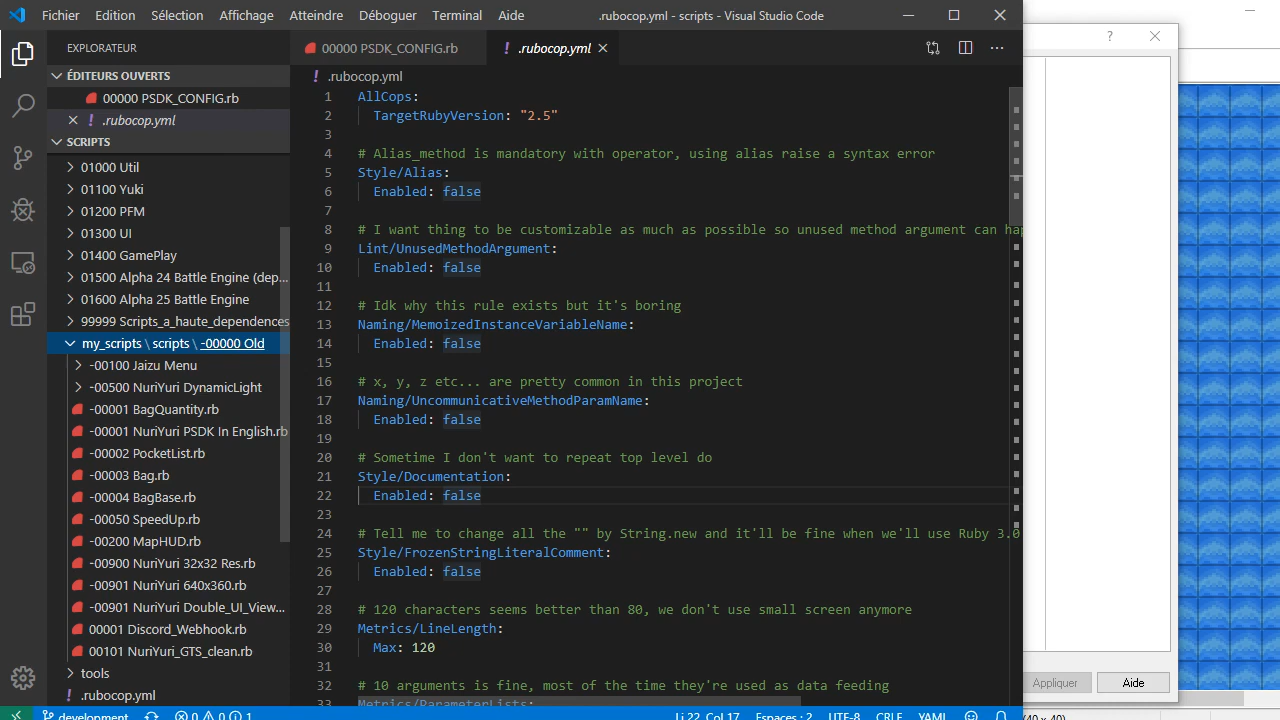 Fichier Edition Sélection Affichage Atteindre Déboguer Terminal Aide .rubocop.yml - scripts - Visual Studio Code
EXPLORATEUR
ÉDITEURS OUVERTS
00000 PSDK_CONFIG.rb
.rubocop.yml
SCRIPTS
01000 Util
01100 Yuki
01200 PFM
01300 UI
01400 GamePlay
01500 Alpha 24 Battle Engine (dep...
01600 Alpha 25 Battle Engine
99999 Scripts_a_haute_dependences
my_scripts \ scripts \ -00000 Old
-00100 Jaizu Menu
-00500 NuriYuri DynamicLight
-00001 BagQuantity.rb
-00001 NuriYuri PSDK In English.rb
-00002 PocketList.rb
-00003 Bag.rb
-00004 BagBase.rb
-00050 SpeedUp.rb
-00200 MapHUD.rb
-00900 NuriYuri 32x32 Res.rb
-00901 NuriYuri 640x360.rb
-00901 NuriYuri Double_UI_View...
00001 Discord_Webhook.rb
00101 NuriYuri_GTS_clean.rb
tools
.rubocop.yml
00000 PSDK_CONFIG.rb
.rubocop.yml
.rubocop.yml
1 AllCops:
2 TargetRubyVersion: "2.5"
3
4 # Alias_method is mandatory with operator, using alias raise a syntax error
5 Style/Alias:
6 Enabled: false
7
8 # I want thing to be customizable as much as possible so unused method argument can hap
9 Lint/UnusedMethodArgument:
10 Enabled: false
11
12 # Idk why this rule exists but it's boring
13 Naming/MemoizedInstanceVariableName:
14 Enabled: false
15
16 # x, y, z etc... are pretty common in this project
17 Naming/UncommunicativeMethodParamName:
18 Enabled: false
19
20 # Sometime I don't want to repeat top level do
21 Style/Documentation:
22 Enabled: false
23
24 # Tell me to change all the "" by String.new and it'll be fine when we'll use Ruby 3.0
25 Style/FrozenStringLiteralComment:
26 Enabled: false
27
28 # 120 characters seems better than 80, we don't use small screen anymore
29 Metrics/LineLength:
30 Max: 120
31
32 # 10 arguments is fine, most of the time they're used as data feeding
33 Metrics/ParameterLists:
development 0 0 1 Li 22, Col 17 Espaces : 2 UTF-8 CRLF YAML
Appliquer Aide
(40 x 40)